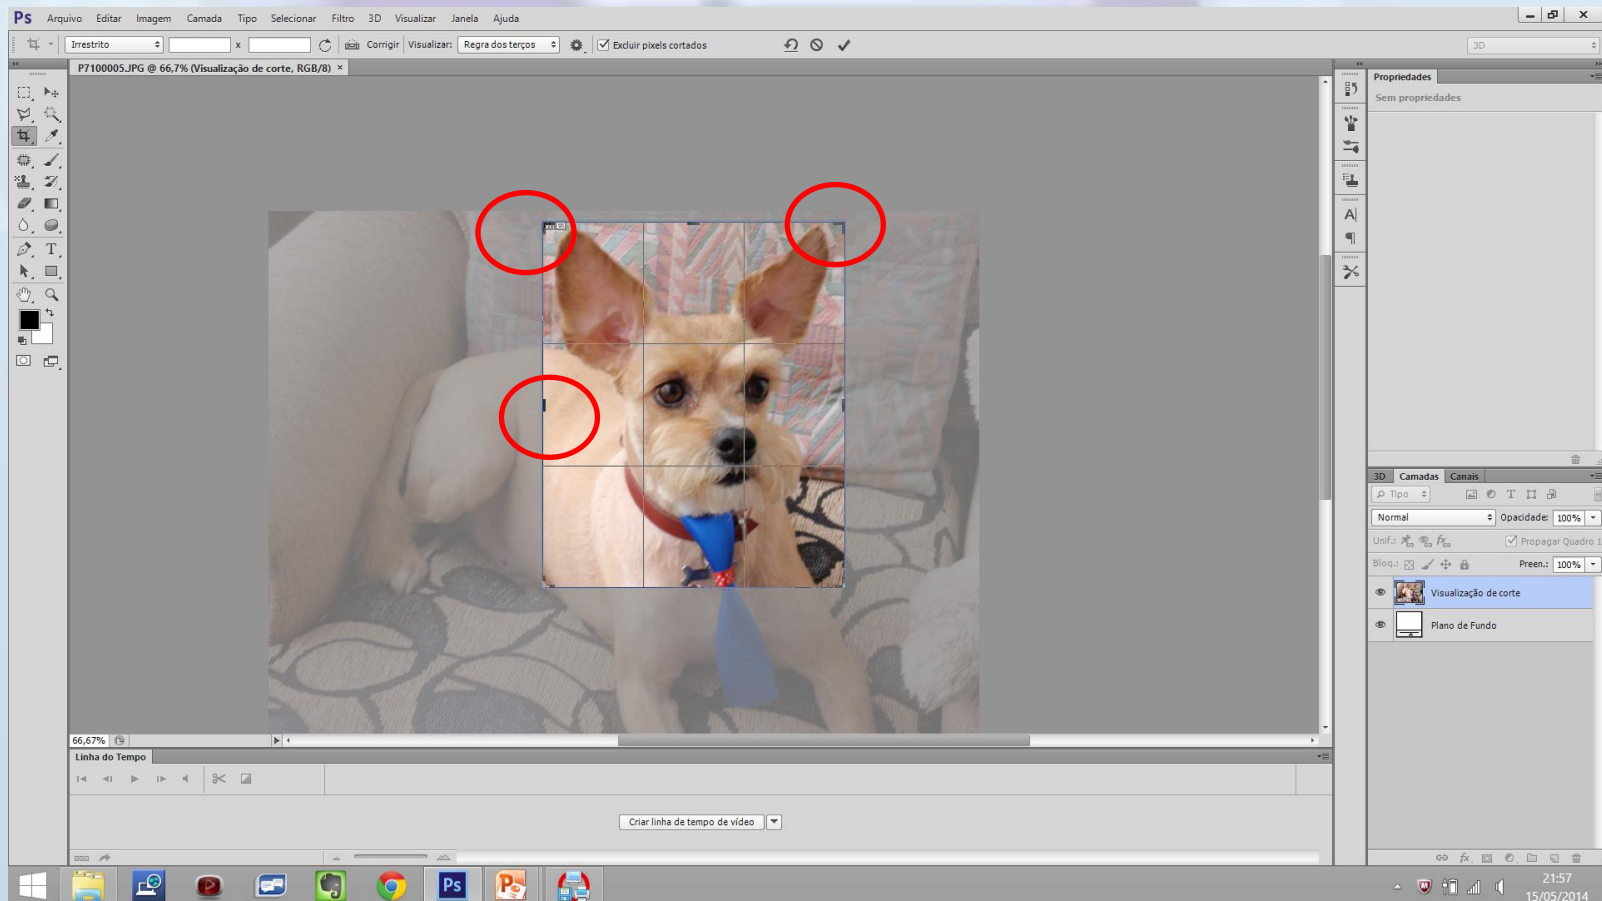 Ps Arquivo Editar Imagem Camada Tipo Selecionar Filtro 3D Visualizar Janela Ajuda
Irrestrito x Corrigir Visualizar: Regra dos terços Excluir pixels cortados 3D
P7100005.JPG @ 66,7% (Visualização de corte, RGB/8) ×
Propriedades
Sem propriedades
3D Camadas Canais
Tipo
Normal Opacidade: 100%
Unif.: Propagar Quadro 1
Bloq.: Preen.: 100%
Visualização de corte
Plano de Fundo
66,67%
Linha do Tempo
Criar linha de tempo de vídeo
Ps
21:57
15/05/2014